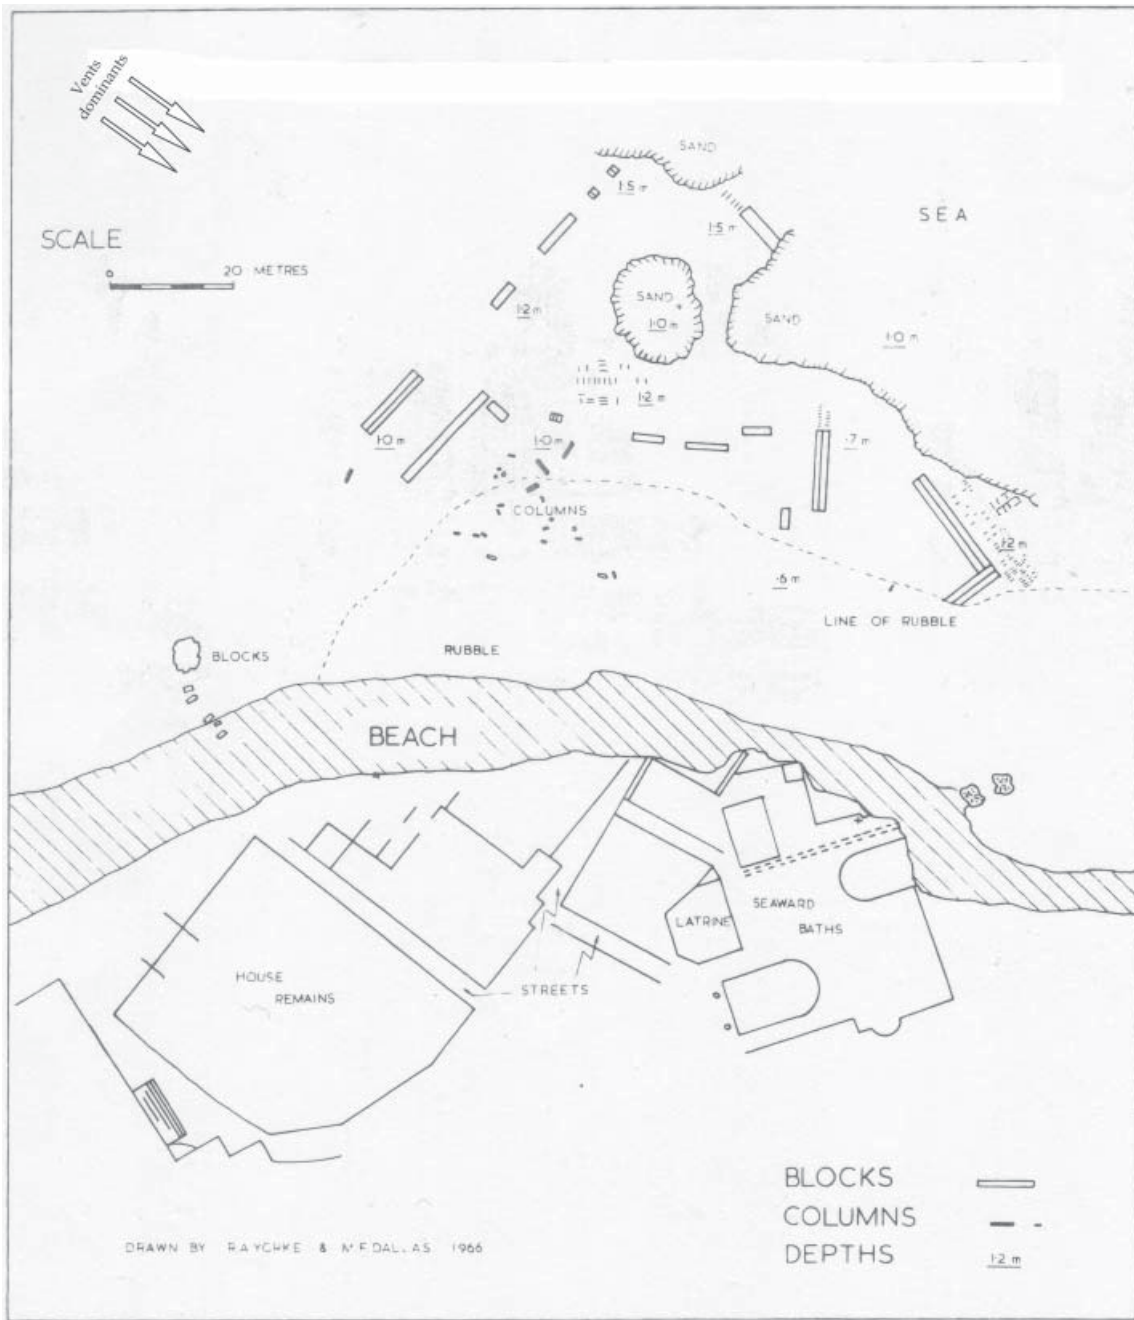 Vents
dominants
SAND
1·5 m
SEA
1·5 m
SCALE
0
20 METRES
SAND
1·2 m
1·0 m
SAND
1·0 m
1·2 m
1·0 m
1·0 m
·7 m
COLUMNS
1·2 m
·6 m
LINE OF RUBBLE
RUBBLE
BLOCKS
BEACH
SEAWARD
LATRINE
BATHS
HOUSE
REMAINS
STREETS
BLOCKS
COLUMNS
DEPTHS
1·2 m
DRAWN BY 1966